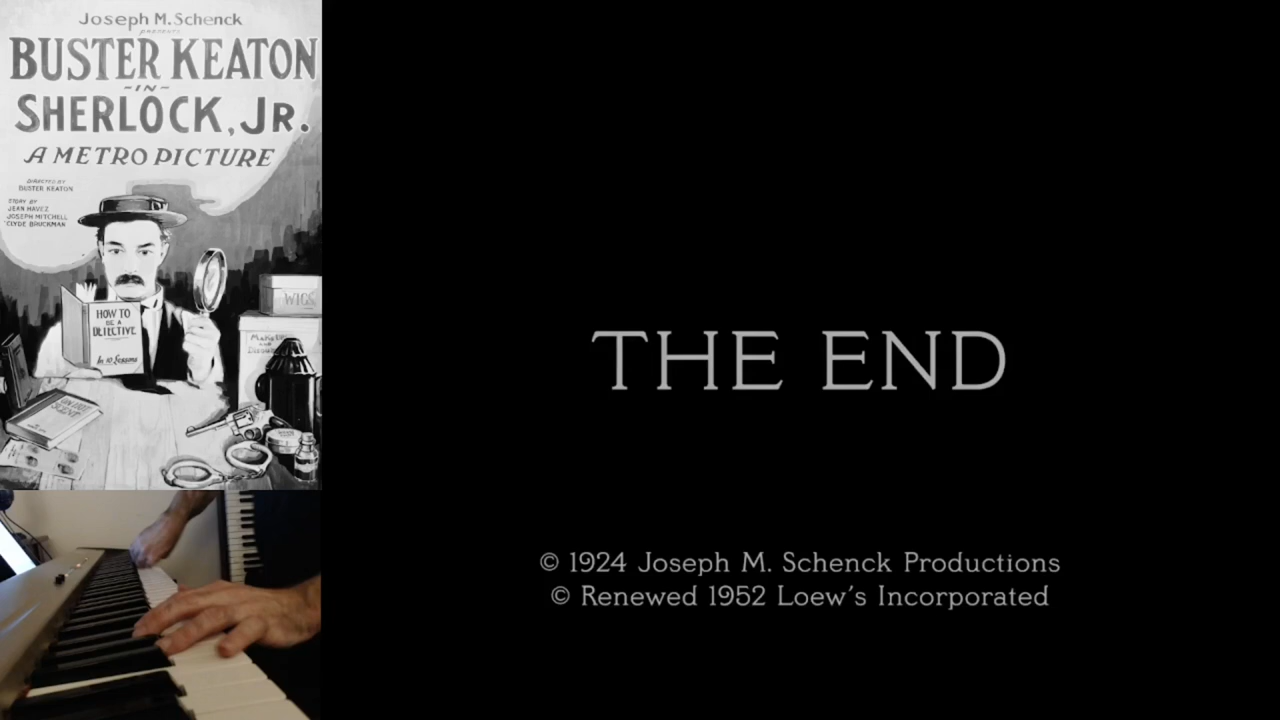 Joseph M. Schenck
PRESENTS
BUSTER KEATON
-IN-
SHERLOCK, JR.
A METRO PICTURE
DIRECTED BY
BUSTER KEATON
STORY BY
JEAN HAVEZ
JOSEPH MITCHELL
CLYDE BRUCKMAN
WIGS
HOW TO
BE A
DETECTIVE
In 10 Lessons
THE END
© 1924 Joseph M. Schenck Productions
© Renewed 1952 Loew's Incorporated